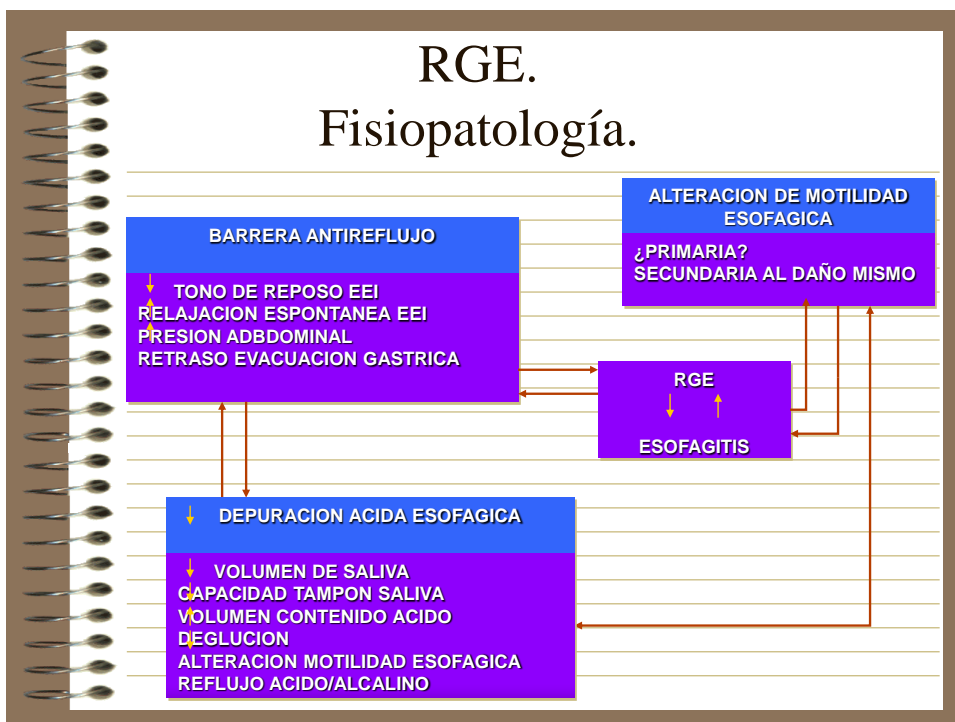 RGE.
Fisiopatología.
ALTERACION DE MOTILIDAD
ESOFAGICA
¿PRIMARIA?
SECUNDARIA AL DAÑO MISMO
BARRERA ANTIREFLUJO
↓ TONO DE REPOSO EEI
↑ RELAJACION ESPONTANEA EEI
↑ PRESION ADBDOMINAL
RETRASO EVACUACION GASTRICA
RGE
↓ ↑
ESOFAGITIS
↓ DEPURACION ACIDA ESOFAGICA
↓ VOLUMEN DE SALIVA
↓ CAPACIDAD TAMPON SALIVA
↑ VOLUMEN CONTENIDO ACIDO
↓ DEGLUCION
ALTERACION MOTILIDAD ESOFAGICA
REFLUJO ACIDO/ALCALINO